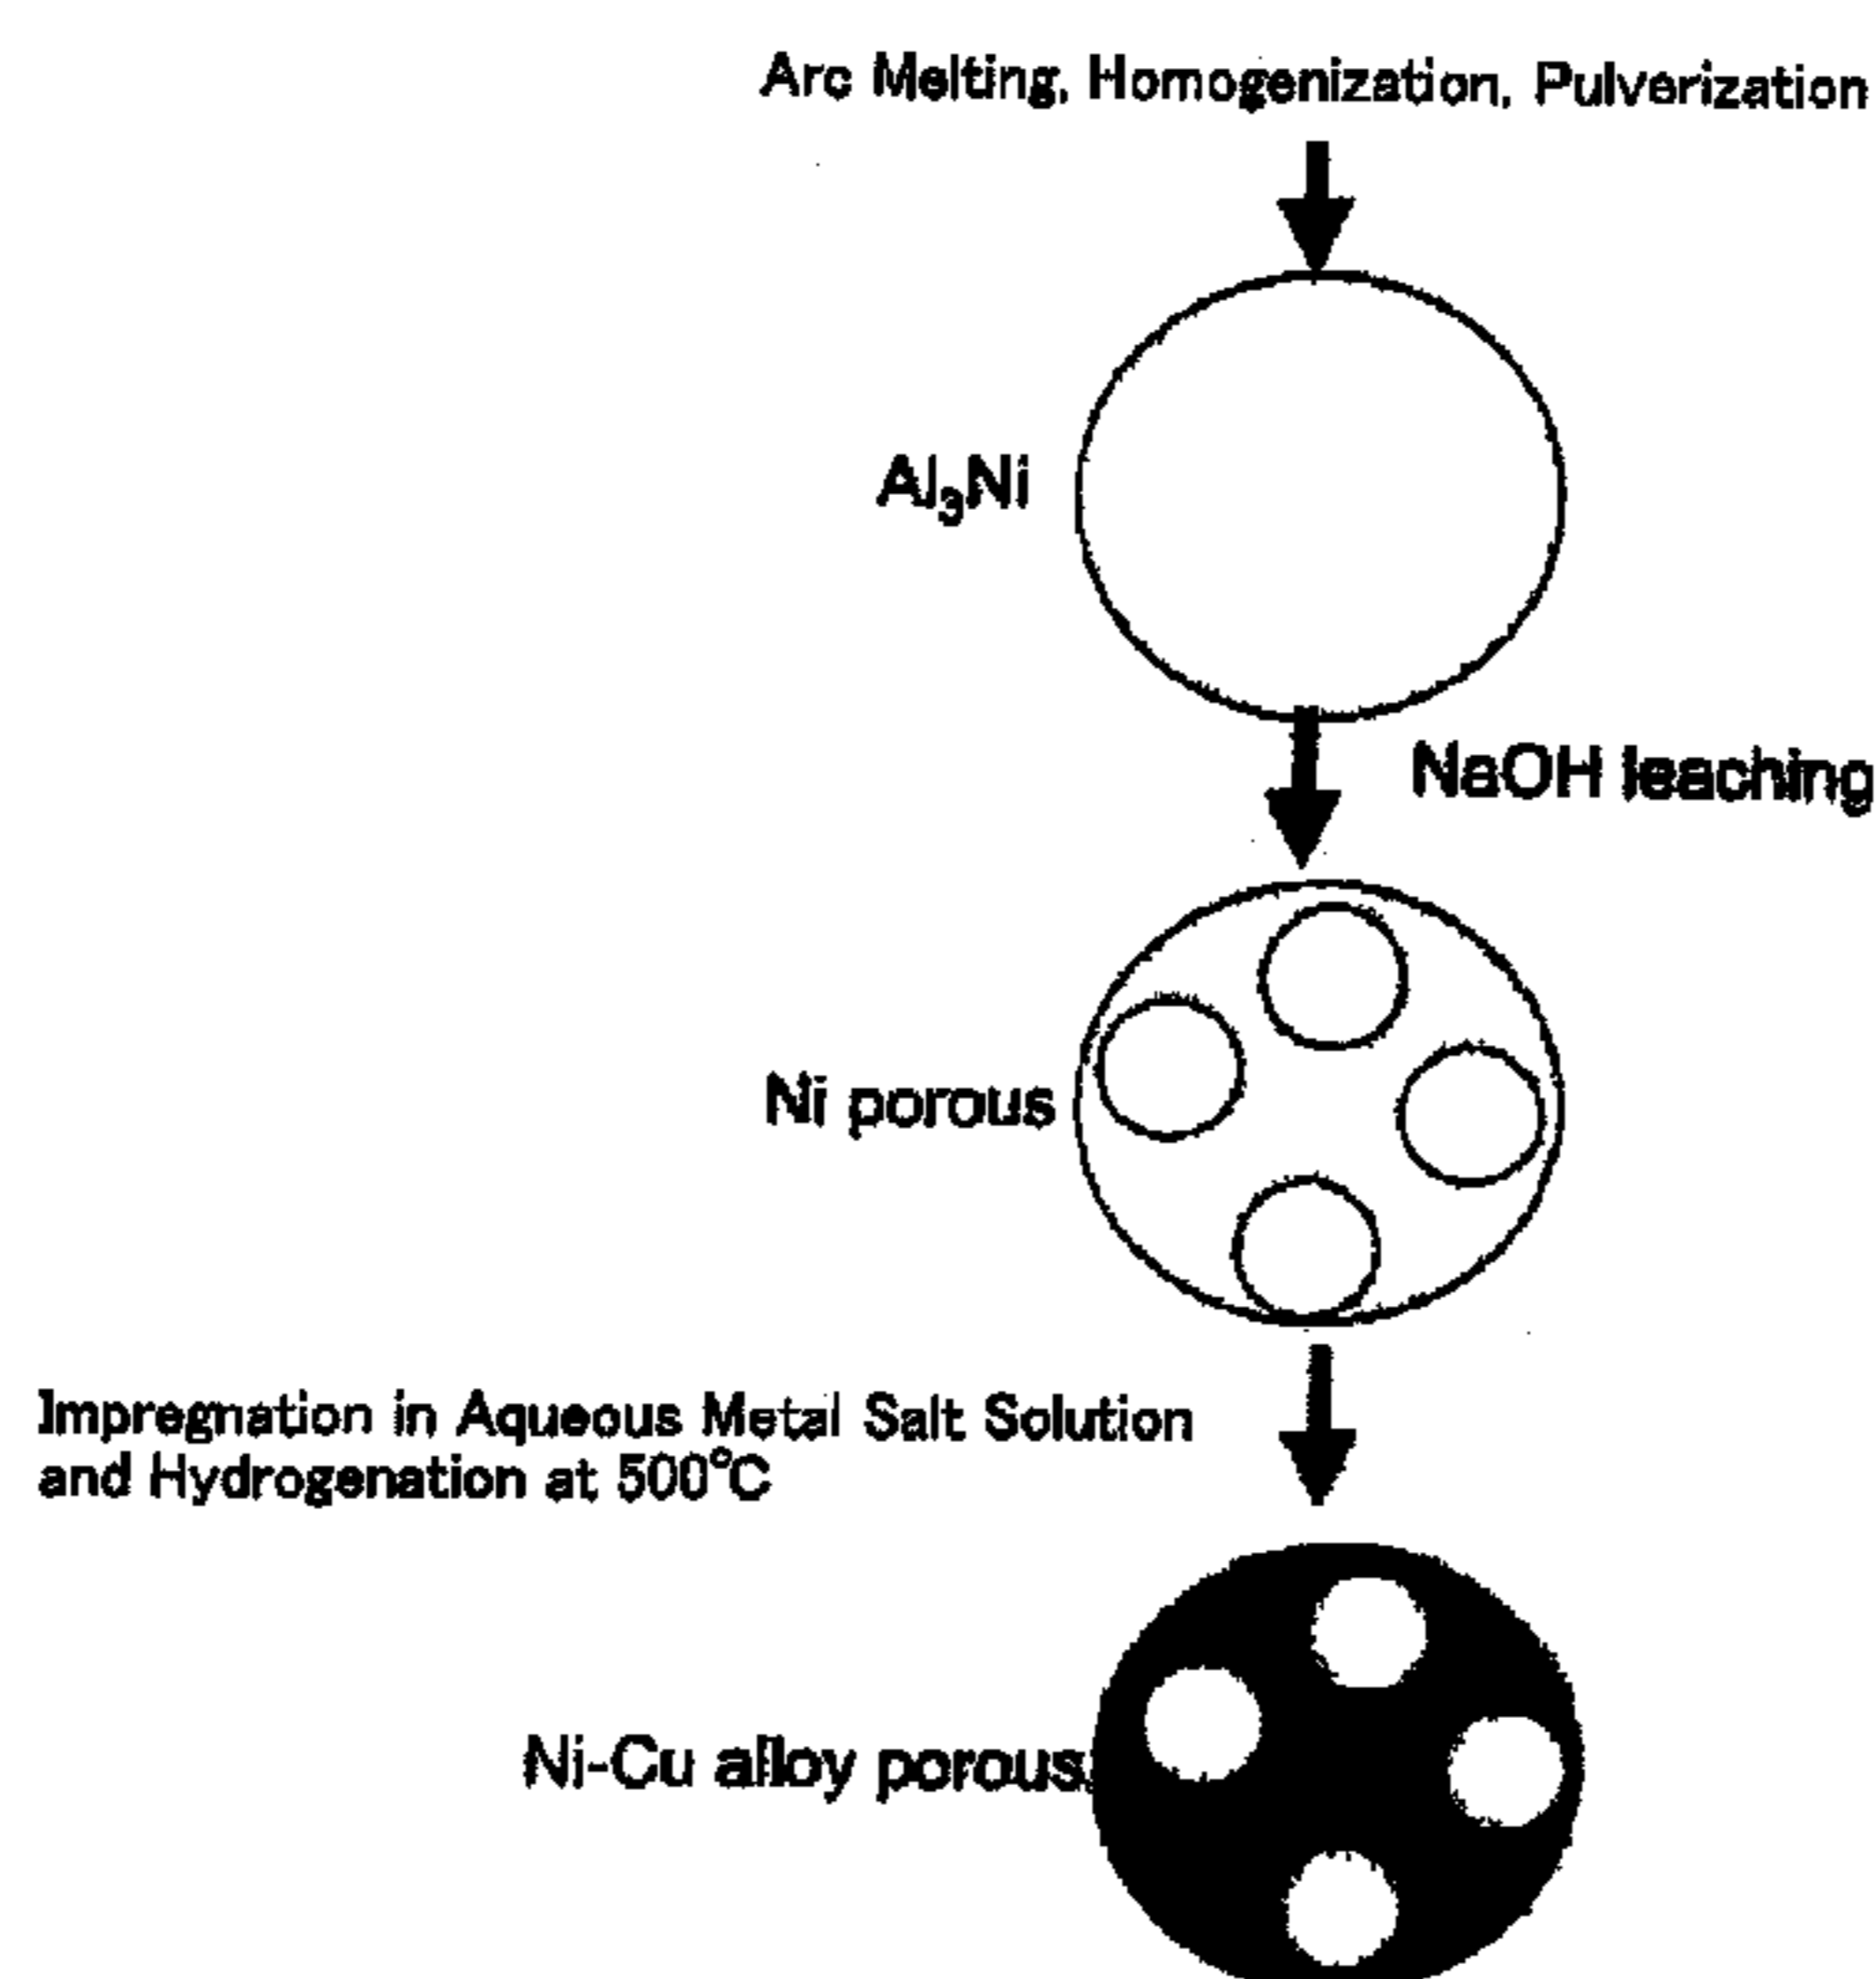 Arc Melting, Homogenization, Pulverization
Al₃Ni
NaOH leaching
Ni porous
Impregnation in Aqueous Metal Salt Solution
and Hydrogenation at 500°C
Ni-Cu alloy porous